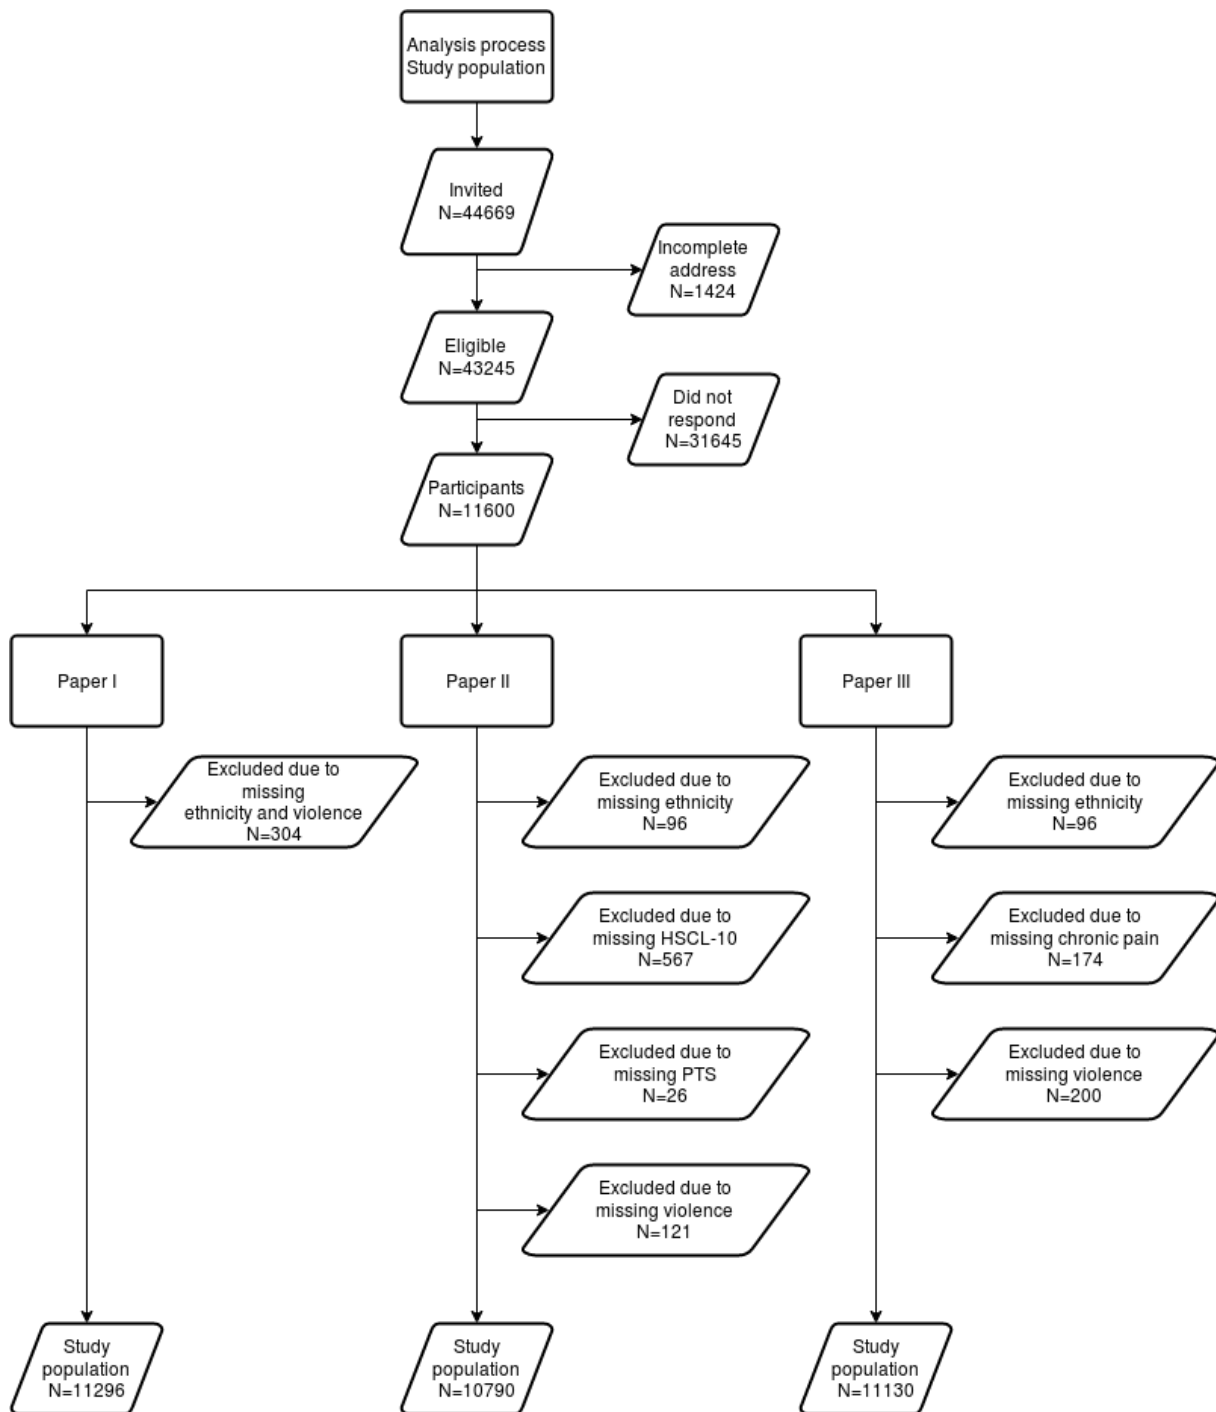 Analysis process
Study population
Invited
N=44669
Incomplete
address
N=1424
Eligible
N=43245
Did not
respond
N=31645
Participants
N=11600
Paper I
Paper II
Paper III
Excluded due to
missing
ethnicity and violence
N=304
Excluded due to
missing ethnicity
N=96
Excluded due to
missing ethnicity
N=96
Excluded due to
missing HSCL-10
N=567
Excluded due to
missing chronic pain
N=174
Excluded due to
missing PTS
N=26
Excluded due to
missing violence
N=200
Excluded due to
missing violence
N=121
Study
population
N=11296
Study
population
N=10790
Study
population
N=11130